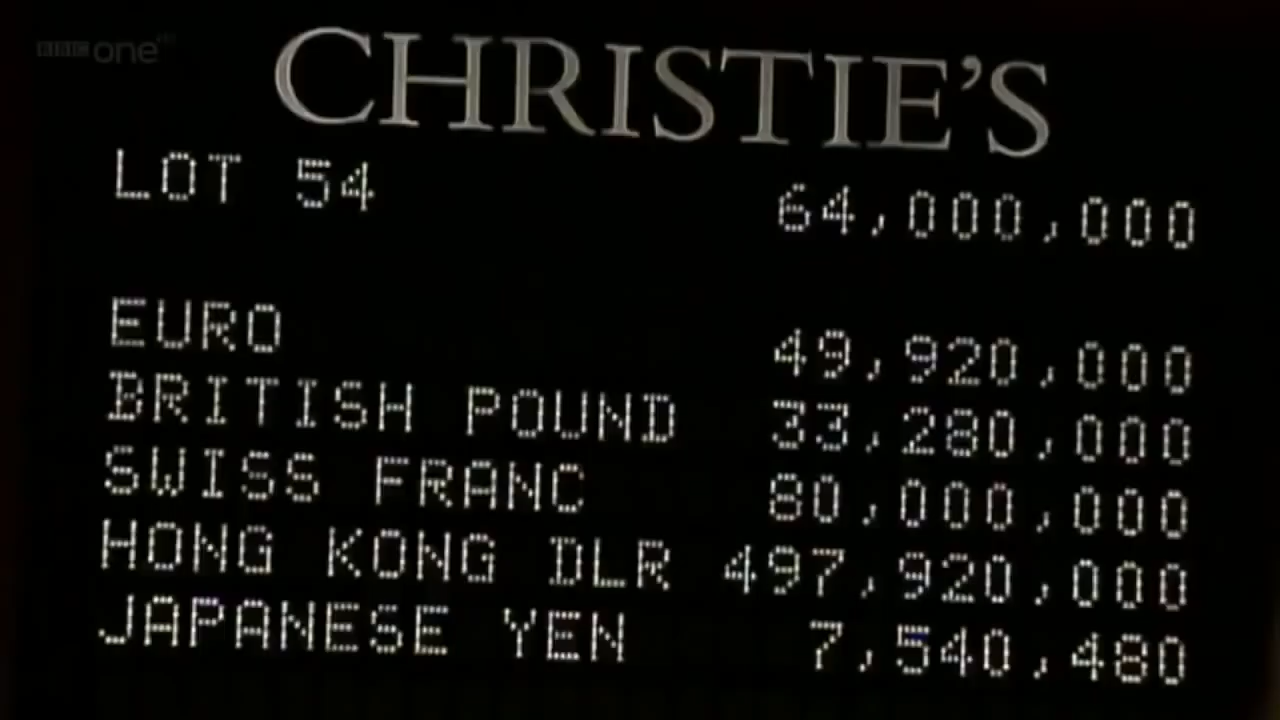 BBC one HD
CHRISTIE'S
LOT 54 64,000,000
EURO 49,920,000
BRITISH POUND 33,280,000
SWISS FRANC 80,000,000
HONG KONG DLR 497,920,000
JAPANESE YEN 7,540,480